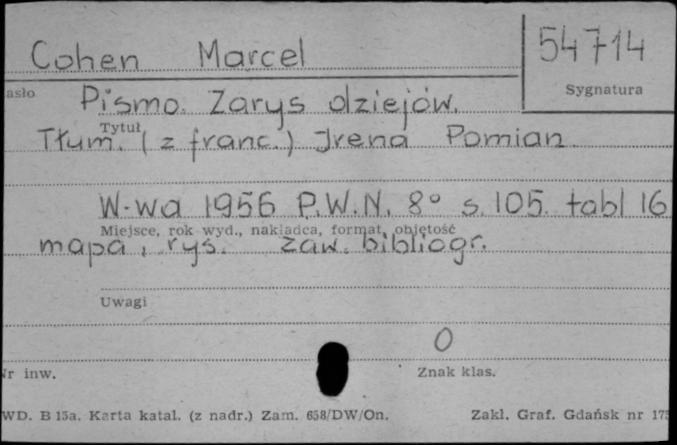 Cohen Marcel 54714
asło Sygnatura
Pismo. Zarys dziejów.
Tytuł
Tłum. (z franc.) Irena Pomian.
W-wa 1956 P.W.N. 8° s. 105. tabl 16
Miejsce, rok wyd., nakładca, format, objętość
mapa, rys. zaw. bibliogr.
Uwagi
0
Nr inw. Znak klas.
WD. B 15a. Karta katal. (z nadr.) Zam. 658/DW/On. Zakł. Graf. Gdańsk nr 175